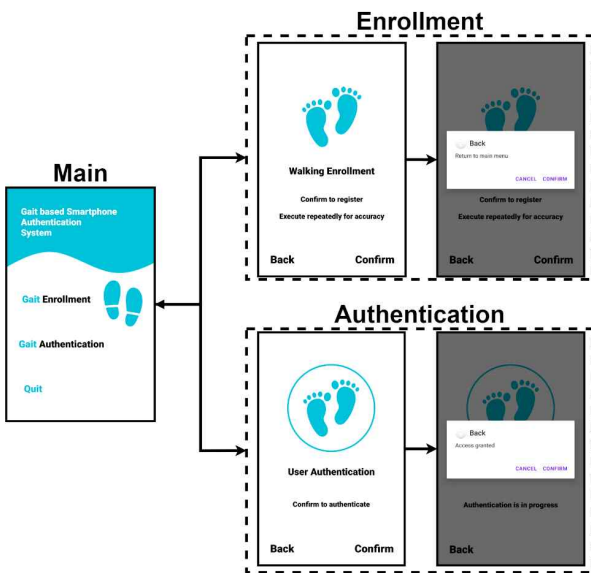 Main
Gait based Smartphone
Authentication
System
Gait Enrollment
Gait Authentication
Quit
Enrollment
Walking Enrollment
Confirm to register
Execute repeatedly for accuracy
Back Confirm
Back
Return to main menu
CANCEL CONFIRM
Confirm to register
Execute repeatedly for accuracy
Back Confirm
Authentication
User Authentication
Confirm to authenticate
Back Confirm
Back
Access granted
CANCEL CONFIRM
Authentication is in progress
Back